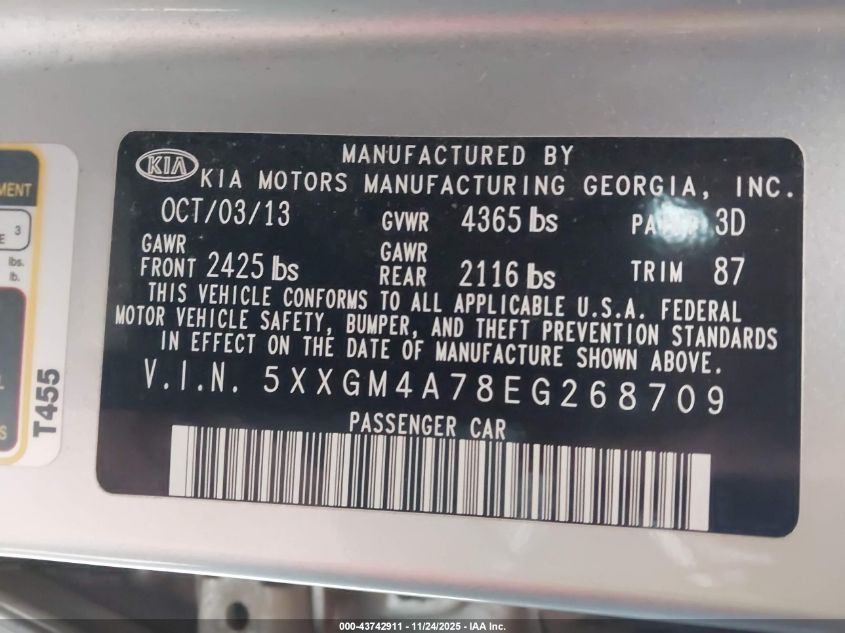 MANUFACTURED BY
KIA KIA MOTORS MANUFACTURING GEORGIA, INC.
OCT/03/13 GVWR 4365 lbs 3D
GAWR FRONT 2425 lbs GAWR REAR 2116 lbs TRIM 87
THIS VEHICLE CONFORMS TO ALL APPLICABLE U.S.A. FEDERAL
MOTOR VEHICLE SAFETY, BUMPER, AND THEFT PREVENTION STANDARDS
IN EFFECT ON THE DATE OF MANUFACTURE SHOWN ABOVE.
V.I.N. 5XXGM4A78EG268709
PASSENGER CAR
3
lbs.
lb.
T455
000-43742911 - 11/24/2025 - IAA Inc.